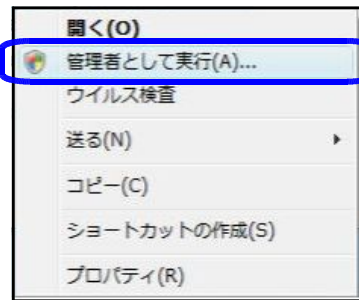 開く(O)
管理者として実行(A)...
ウイルス検査
送る(N)
コピー(C)
ショートカットの作成(S)
プロパティ(R)